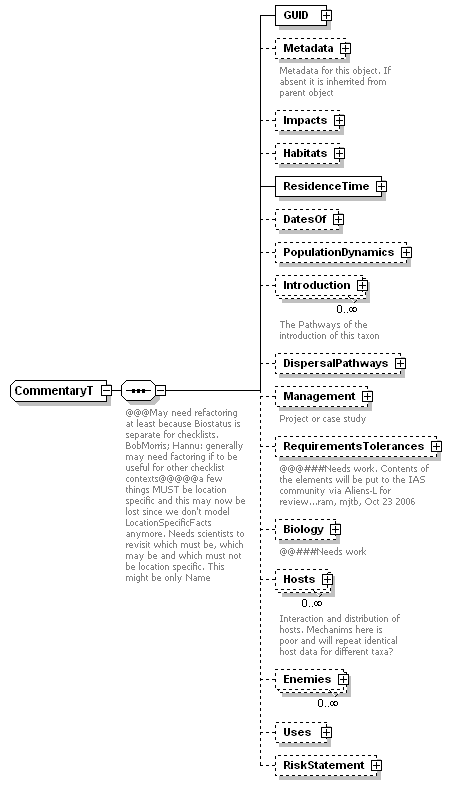 GUID
Metadata
Metadata for this object. If
absent it is inherrited from
parent object
Impacts
Habitats
ResidenceTime
DatesOf
PopulationDynamics
Introduction
0..∞
The Pathways of the
introduction of this taxon
DispersalPathways
CommentaryT
@@@May need refactoring
at least because Biostatus is
separate for checklists.
BobMorris; Hannu: generally
may need factoring if to be
useful for other checklist
contexts@@@@@a few
things MUST be location
specific and this may now be
lost since we don't model
LocationSpecificFacts
anymore. Needs scientists to
revisit which must be, which
may be and which must not
be location specific. This
might be only Name
Management
Project or case study
RequirementsTolerances
@@@###Needs work. Contents of
the elements will be put to the IAS
community via Aliens-L for
review...ram, mjtb, Oct 23 2006
Biology
@@###Needs work
Hosts
0..∞
Interaction and distribution of
hosts. Mechanims here is
poor and will repeat identical
host data for different taxa?
Enemies
0..∞
Uses
RiskStatement